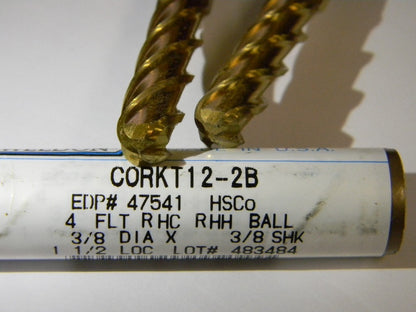 IN U.S.A.
CORKT12-2B
EDP# 47541 HSCo
4 FLT RHC RHH BALL
3/8 DIA X 3/8 SHK
1 1/2 LOC LOT# 483484